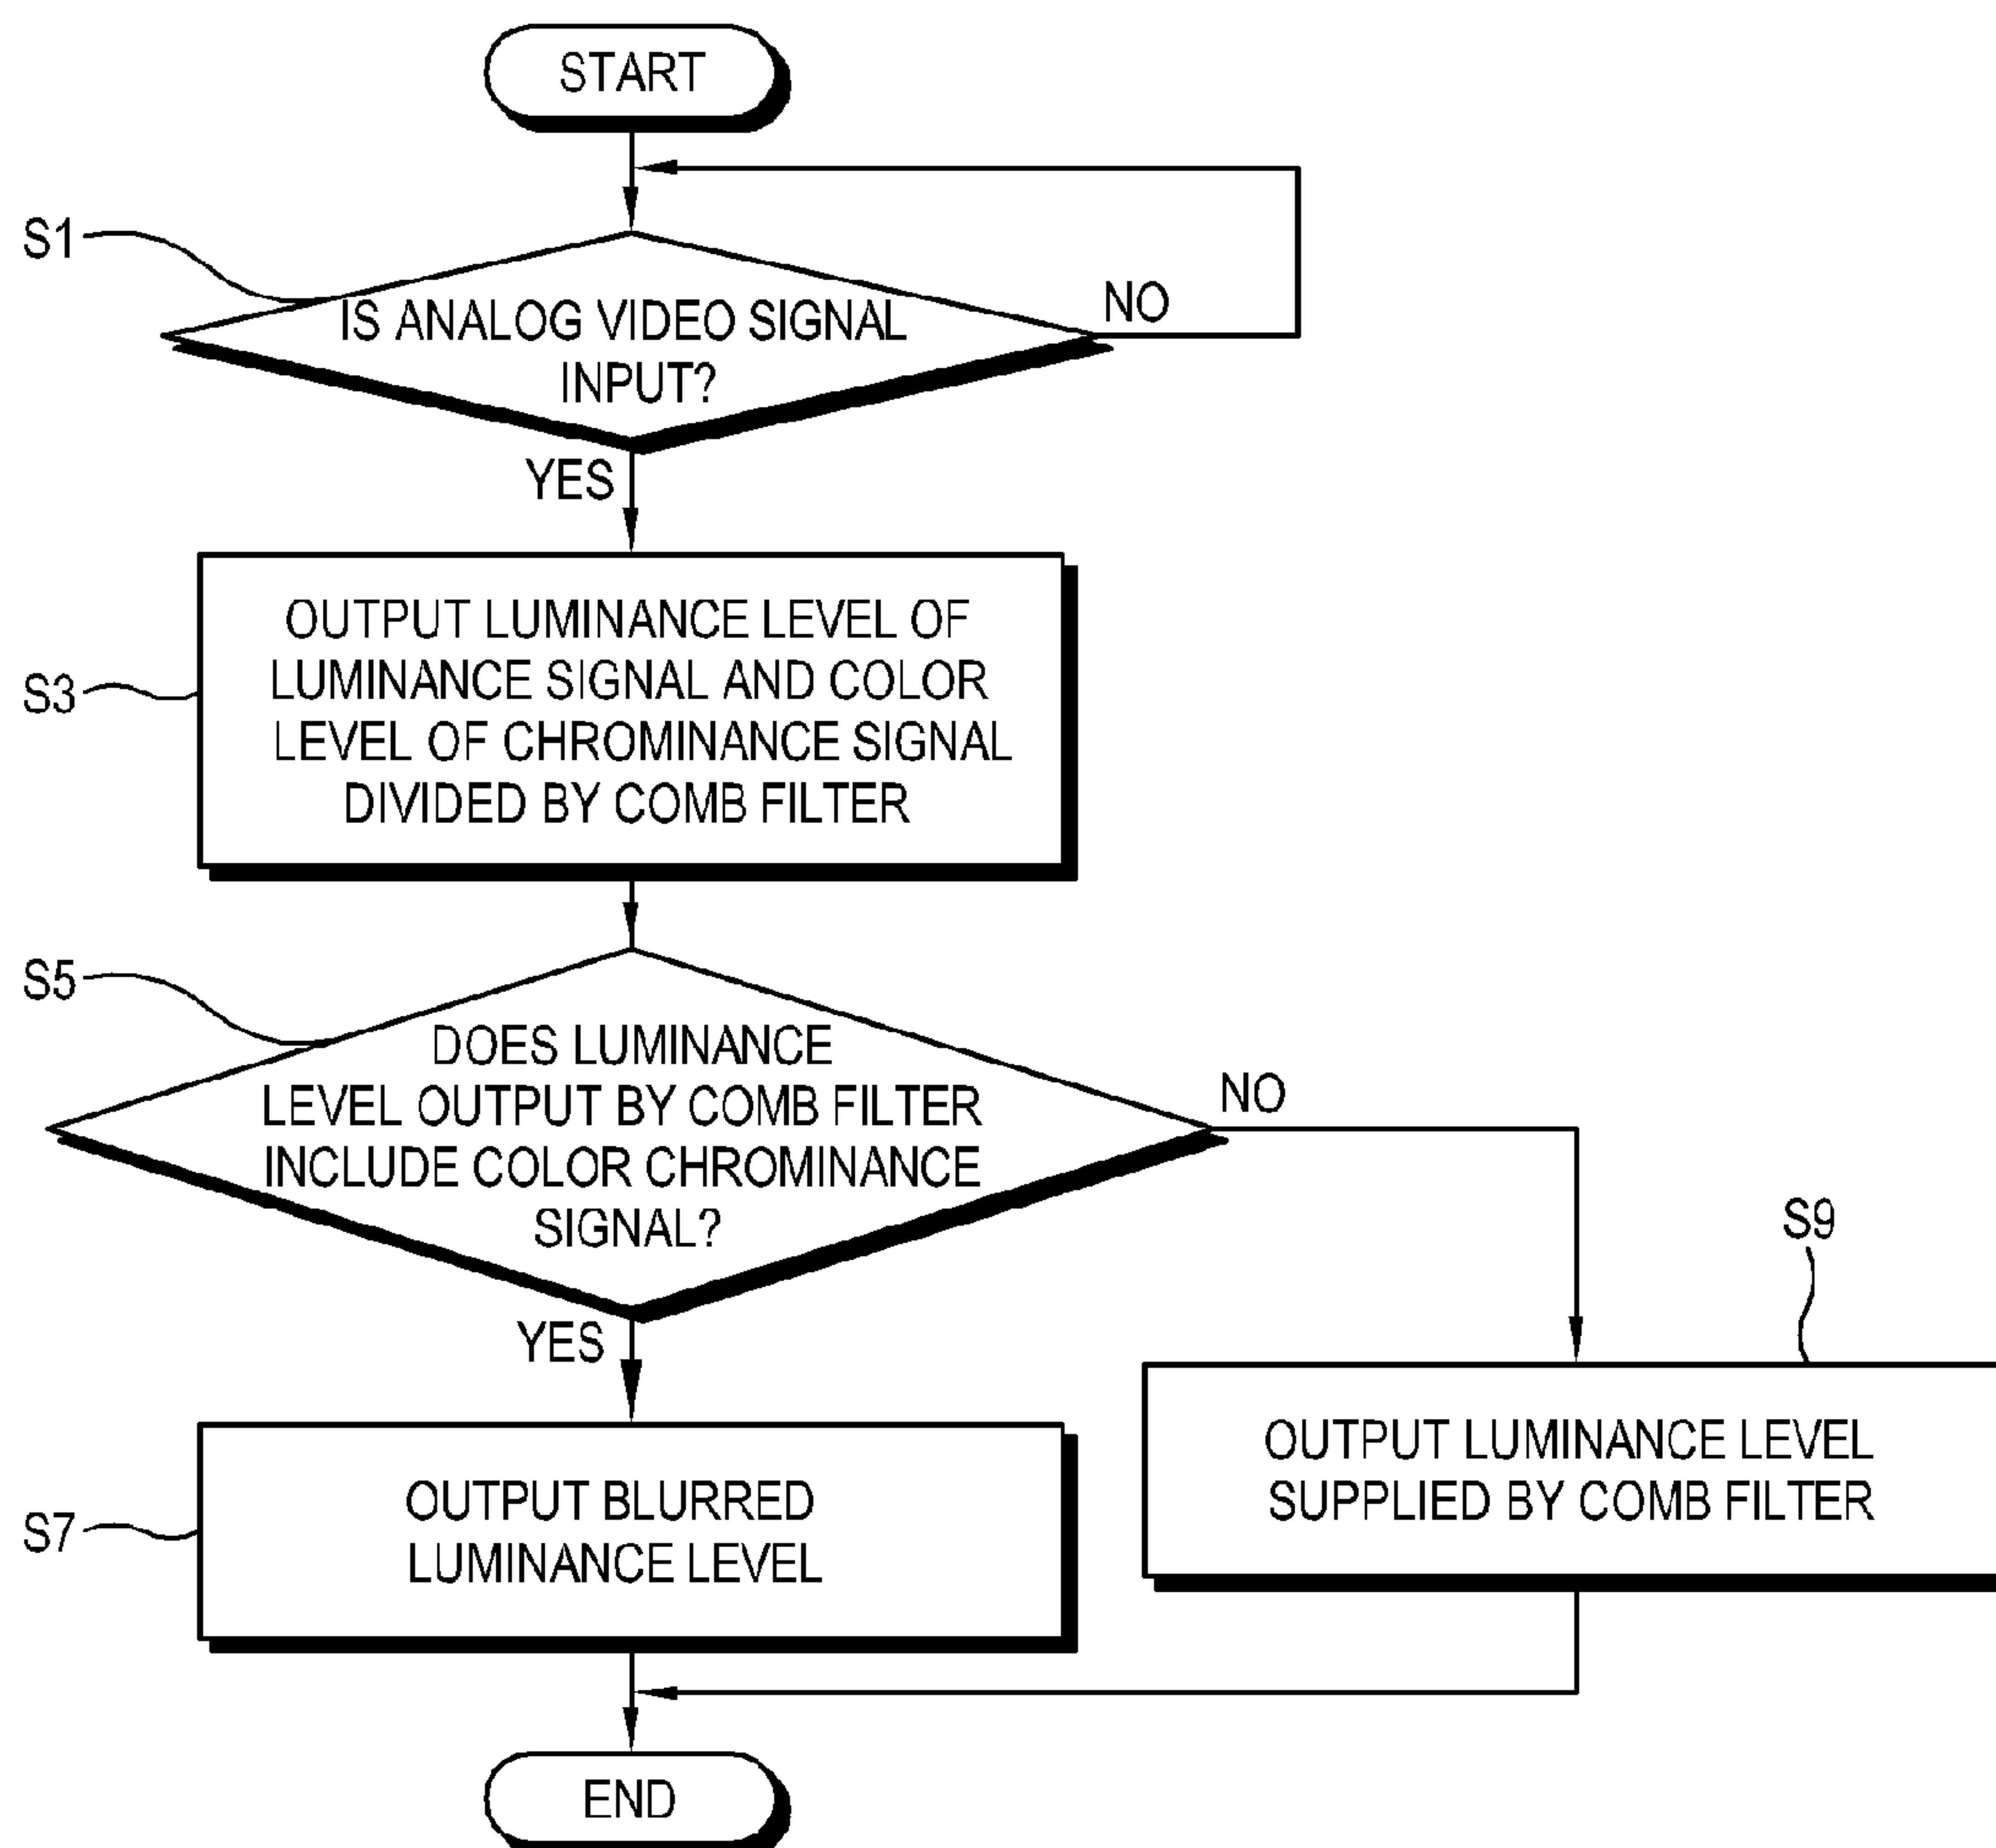 START
S1
IS ANALOG VIDEO SIGNAL
INPUT?
NO
YES
S3
OUTPUT LUMINANCE LEVEL OF
LUMINANCE SIGNAL AND COLOR
LEVEL OF CHROMINANCE SIGNAL
DIVIDED BY COMB FILTER
S5
DOES LUMINANCE
LEVEL OUTPUT BY COMB FILTER
INCLUDE COLOR CHROMINANCE
SIGNAL?
NO
YES
S9
OUTPUT LUMINANCE LEVEL
SUPPLIED BY COMB FILTER
S7
OUTPUT BLURRED
LUMINANCE LEVEL
END